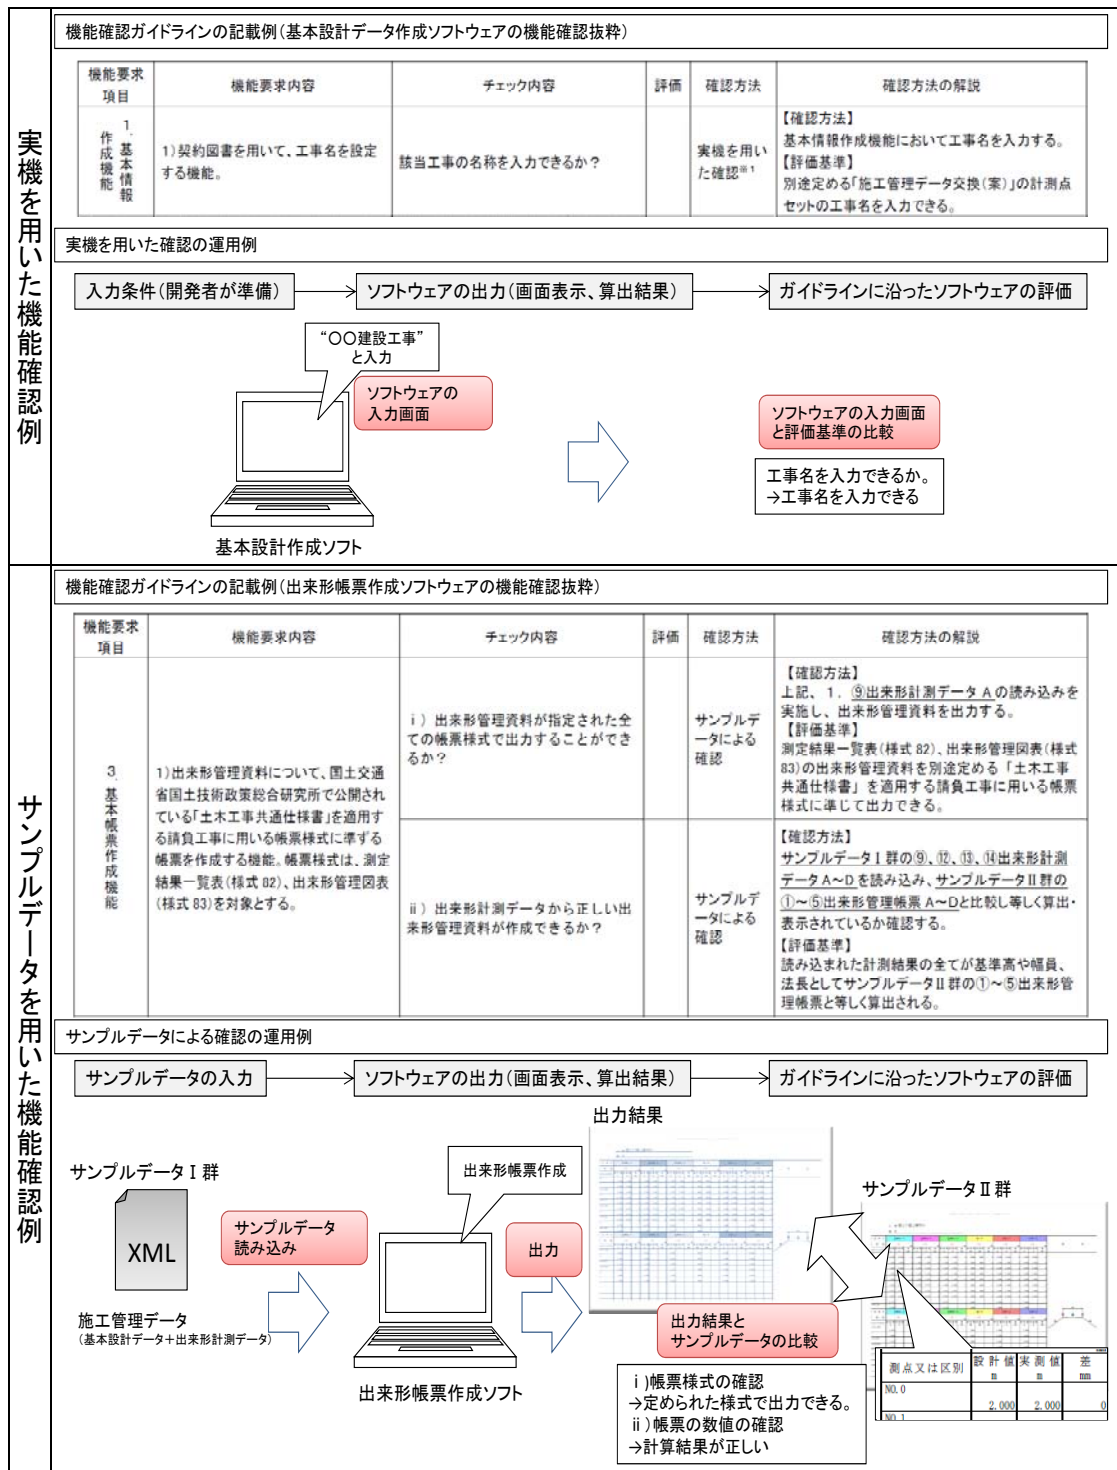 実機を用いた機能確認例
機能確認ガイドラインの記載例(基本設計データ作成ソフトウェアの機能確認抜粋)
機能要求
項目
機能要求内容
チェック内容
評価
確認方法
確認方法の解説
1.基本情報
作成機能
1)契約図書を用いて、工事名を設定
する機能。
該当工事の名称を入力できるか?
実機を用い
た確認※1
【確認方法】
基本情報作成機能において工事名を入力する。
【評価基準】
別途定める「施工管理データ交換(案)」の計測点
セットの工事名を入力できる。
実機を用いた確認の運用例
入力条件(開発者が準備)
ソフトウェアの出力(画面表示、算出結果)
ガイドラインに沿ったソフトウェアの評価
“〇〇建設工事”
と入力
ソフトウェアの
入力画面
ソフトウェアの入力画面
と評価基準の比較
工事名を入力できるか。
→工事名を入力できる
基本設計作成ソフト
サンプルデータを用いた機能確認例
機能確認ガイドラインの記載例(出来形帳票作成ソフトウェアの機能確認抜粋)
機能要求
項目
機能要求内容
チェック内容
評価
確認方法
確認方法の解説
3.基本帳票作成機能
1)出来形管理資料について、国土交通
省国土技術政策総合研究所で公開され
ている「土木工事共通仕様書」を適用す
る請負工事に用いる帳票様式に準ずる
帳票を作成する機能。帳票様式は、測定
結果一覧表(様式82)、出来形管理図表
(様式83)を対象とする。
ⅰ)出来形管理資料が指定された全
ての帳票様式で出力することができ
るか?
サンプルデ
ータによる
確認
【確認方法】
上記、1.⑨出来形計測データAの読み込みを
実施し、出来形管理資料を出力する。
【評価基準】
測定結果一覧表(様式82)、出来形管理図表(様式
83)の出来形管理資料を別途定める「土木工事
共通仕様書」を適用する請負工事に用いる帳票
様式に準じて出力できる。
ⅱ)出来形計測データから正しい出
来形管理資料が作成できるか?
サンプルデ
ータによる
確認
【確認方法】
サンプルデータⅠ群の⑨、⑫、⑬、⑭出来形計測
データA~Dを読み込み、サンプルデータⅡ群の
①~⑤出来形管理帳票A~Dと比較し等しく算出・
表示されているか確認する。
【評価基準】
読み込まれた計測結果の全てが基準高や幅員、
法長としてサンプルデータⅡ群の①~⑤出来形管
理帳票と等しく算出される。
サンプルデータによる確認の運用例
サンプルデータの入力
ソフトウェアの出力(画面表示、算出結果)
ガイドラインに沿ったソフトウェアの評価
出力結果
サンプルデータⅠ群
XML
施工管理データ
(基本設計データ+出来形計測データ)
サンプルデータ
読み込み
出来形帳票作成
出力
出来形帳票作成ソフト
サンプルデータⅡ群
出力結果と
サンプルデータの比較
ⅰ)帳票様式の確認
→定められた様式で出力できる。
ⅱ)帳票の数値の確認
→計算結果が正しい
測点又は区別
設計値
m
実測値
m
差
mm
NO.0
2.000
2.000
0
NO.1